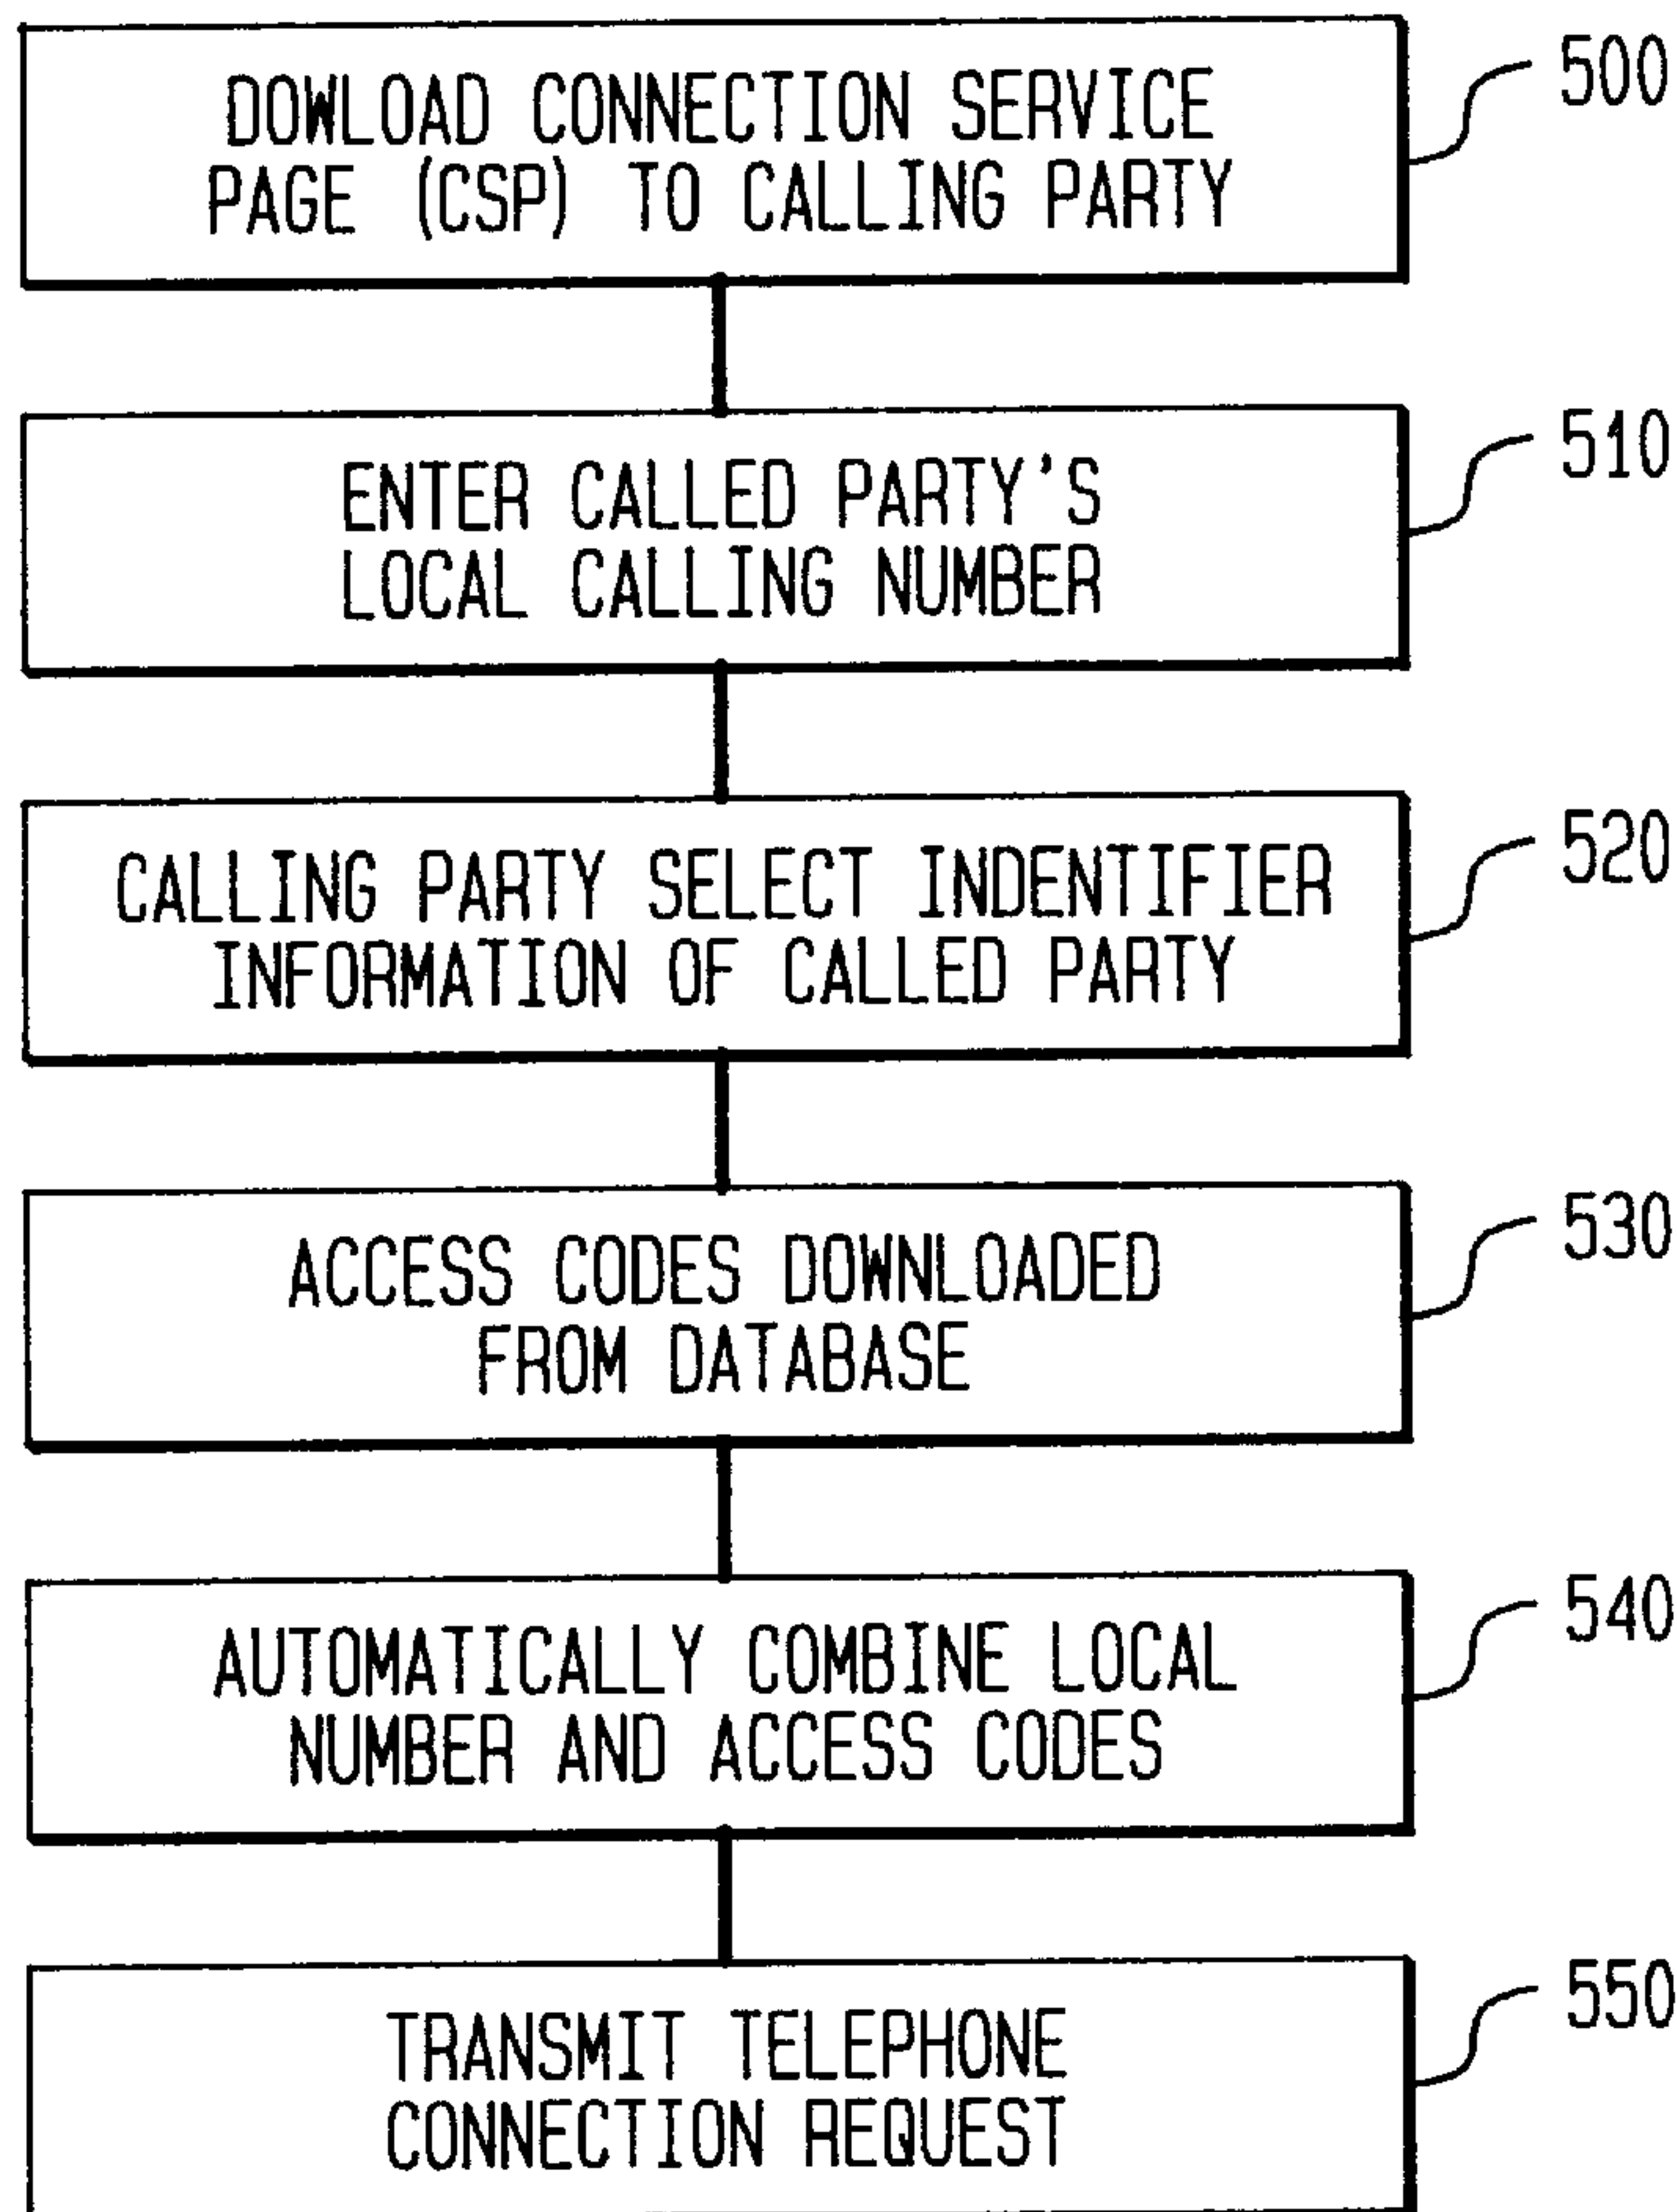 DOWLOAD CONNECTION SERVICE
PAGE (CSP) TO CALLING PARTY
500
ENTER CALLED PARTY'S
LOCAL CALLING NUMBER
510
CALLING PARTY SELECT INDENTIFIER
INFORMATION OF CALLED PARTY
520
ACCESS CODES DOWNLOADED
FROM DATABASE
530
AUTOMATICALLY COMBINE LOCAL
NUMBER AND ACCESS CODES
540
TRANSMIT TELEPHONE
CONNECTION REQUEST
550